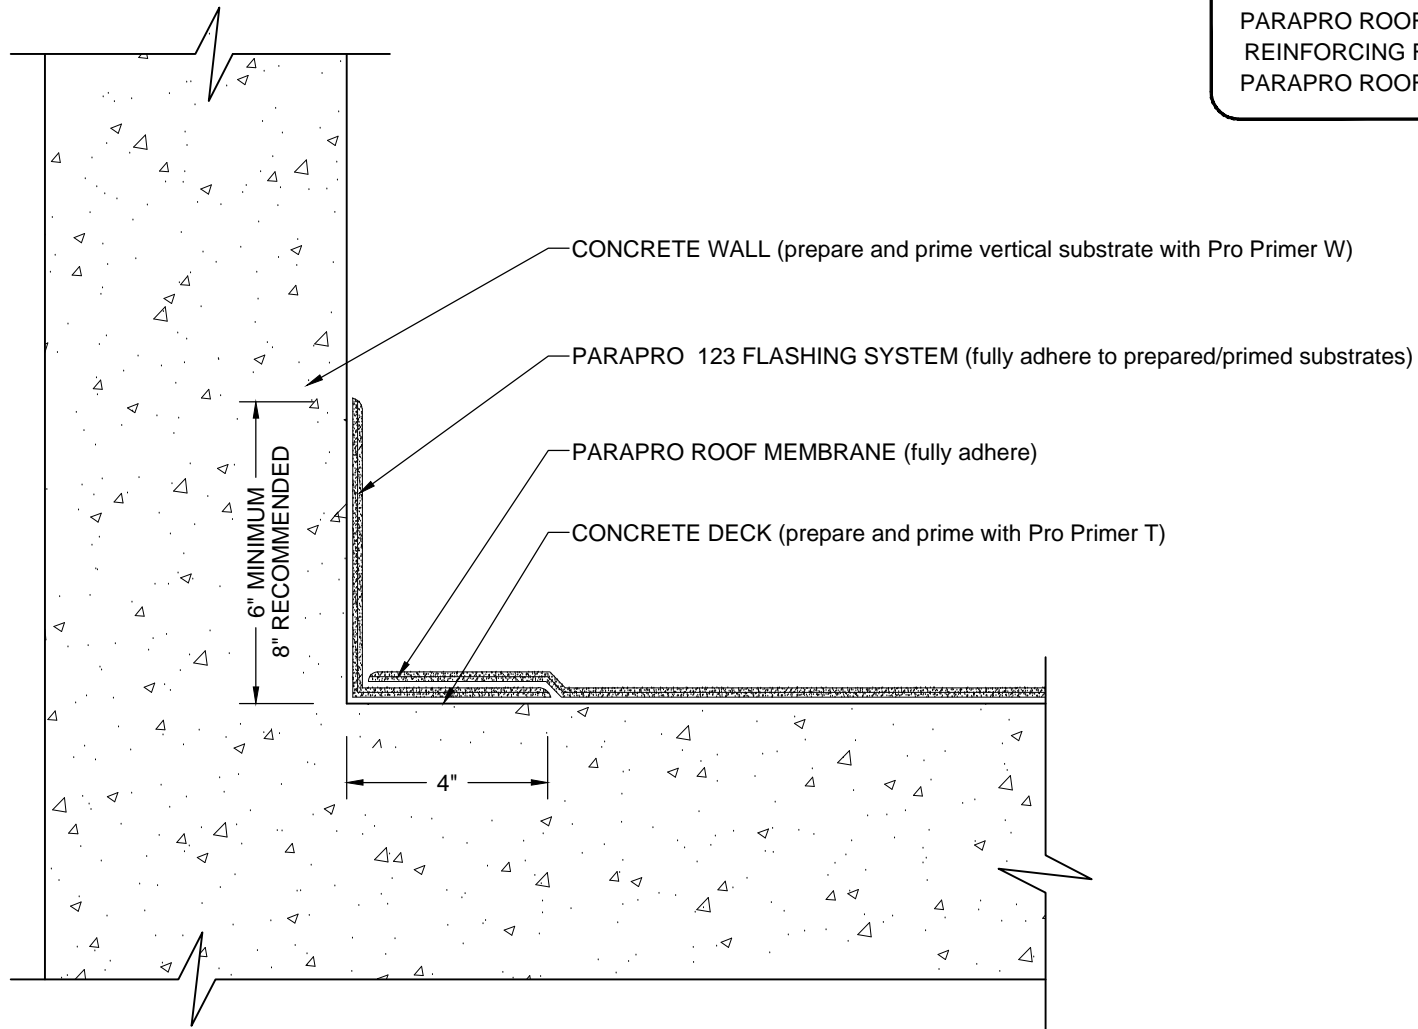 PARAPRO ROOF
REINFORCING
PARAPRO ROOF
CONCRETE WALL (prepare and prime vertical substrate with Pro Primer W)
PARAPRO 123 FLASHING SYSTEM (fully adhere to prepared/primed substrates)
PARAPRO ROOF MEMBRANE (fully adhere)
CONCRETE DECK (prepare and prime with Pro Primer T)
6" MINIMUM
8" RECOMMENDED
4"